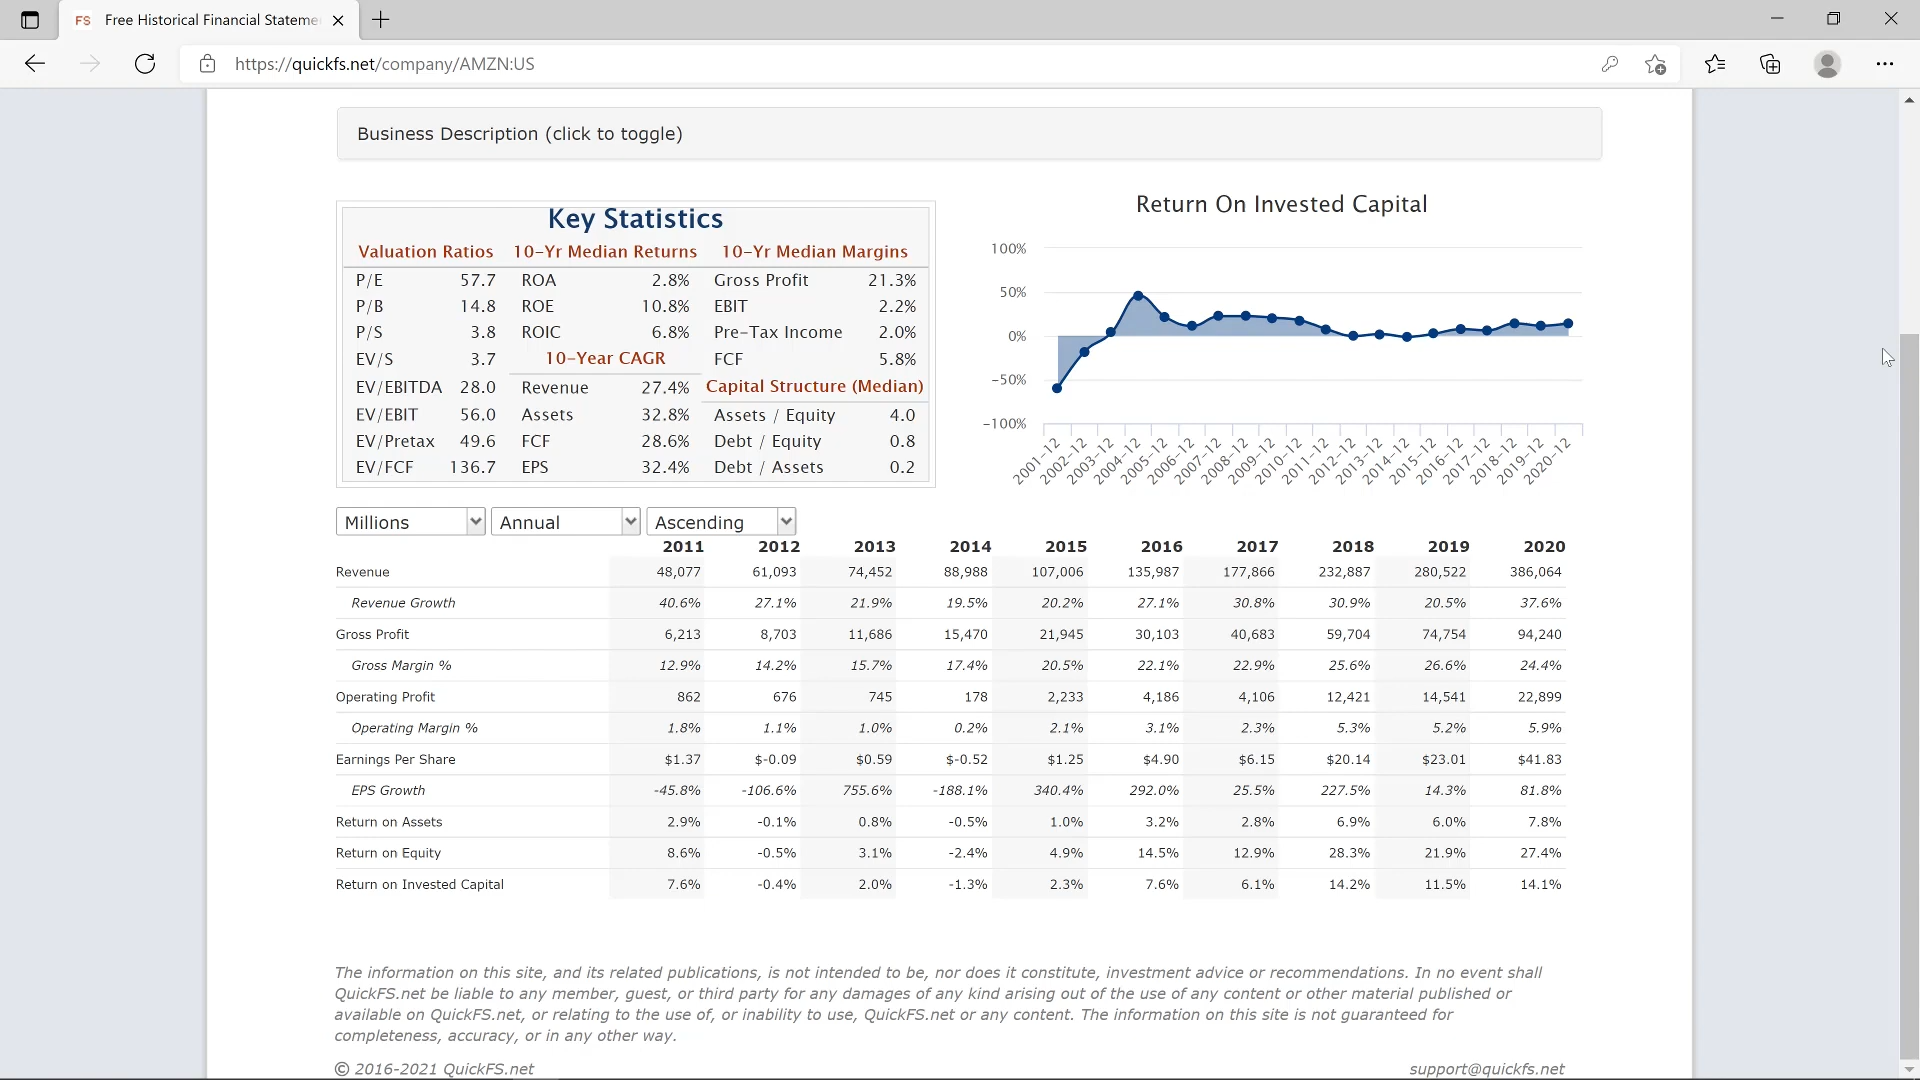 FS Free Historical Financial Stateme
https://quickfs.net/company/AMZN:US
Business Description (click to toggle)
Key Statistics
Valuation Ratios 10-Yr Median Returns 10-Yr Median Margins
P/E 57.7 ROA 2.8% Gross Profit 21.3%
P/B 14.8 ROE 10.8% EBIT 2.2%
P/S 3.8 ROIC 6.8% Pre-Tax Income 2.0%
EV/S 3.7 10-Year CAGR FCF 5.8%
EV/EBITDA 28.0 Revenue 27.4% Capital Structure (Median)
EV/EBIT 56.0 Assets 32.8% Assets / Equity 4.0
EV/Pretax 49.6 FCF 28.6% Debt / Equity 0.8
EV/FCF 136.7 EPS 32.4% Debt / Assets 0.2
Return On Invested Capital
100%
50%
0%
-50%
-100%
2001-12 2002-12 2003-12 2004-12 2005-12 2006-12 2007-12 2008-12 2009-12 2010-12 2011-12 2012-12 2013-12 2014-12 2015-12 2016-12 2017-12 2018-12 2019-12 2020-12
Millions Annual Ascending
2011 2012 2013 2014 2015 2016 2017 2018 2019 2020
Revenue 48,077 61,093 74,452 88,988 107,006 135,987 177,866 232,887 280,522 386,064
Revenue Growth 40.6% 27.1% 21.9% 19.5% 20.2% 27.1% 30.8% 30.9% 20.5% 37.6%
Gross Profit 6,213 8,703 11,686 15,470 21,945 30,103 40,683 59,704 74,754 94,240
Gross Margin % 12.9% 14.2% 15.7% 17.4% 20.5% 22.1% 22.9% 25.6% 26.6% 24.4%
Operating Profit 862 676 745 178 2,233 4,186 4,106 12,421 14,541 22,899
Operating Margin % 1.8% 1.1% 1.0% 0.2% 2.1% 3.1% 2.3% 5.3% 5.2% 5.9%
Earnings Per Share $1.37 $-0.09 $0.59 $-0.52 $1.25 $4.90 $6.15 $20.14 $23.01 $41.83
EPS Growth -45.8% -106.6% 755.6% -188.1% 340.4% 292.0% 25.5% 227.5% 14.3% 81.8%
Return on Assets 2.9% -0.1% 0.8% -0.5% 1.0% 3.2% 2.8% 6.9% 6.0% 7.8%
Return on Equity 8.6% -0.5% 3.1% -2.4% 4.9% 14.5% 12.9% 28.3% 21.9% 27.4%
Return on Invested Capital 7.6% -0.4% 2.0% -1.3% 2.3% 7.6% 6.1% 14.2% 11.5% 14.1%
The information on this site, and its related publications, is not intended to be, nor does it constitute, investment advice or recommendations. In no event shall
QuickFS.net be liable to any member, guest, or third party for any damages of any kind arising out of the use of any content or other material published or
available on QuickFS.net, or relating to the use of, or inability to use, QuickFS.net or any content. The information on this site is not guaranteed for
completeness, accuracy, or in any other way.
© 2016-2021 QuickFS.net support@quickfs.net